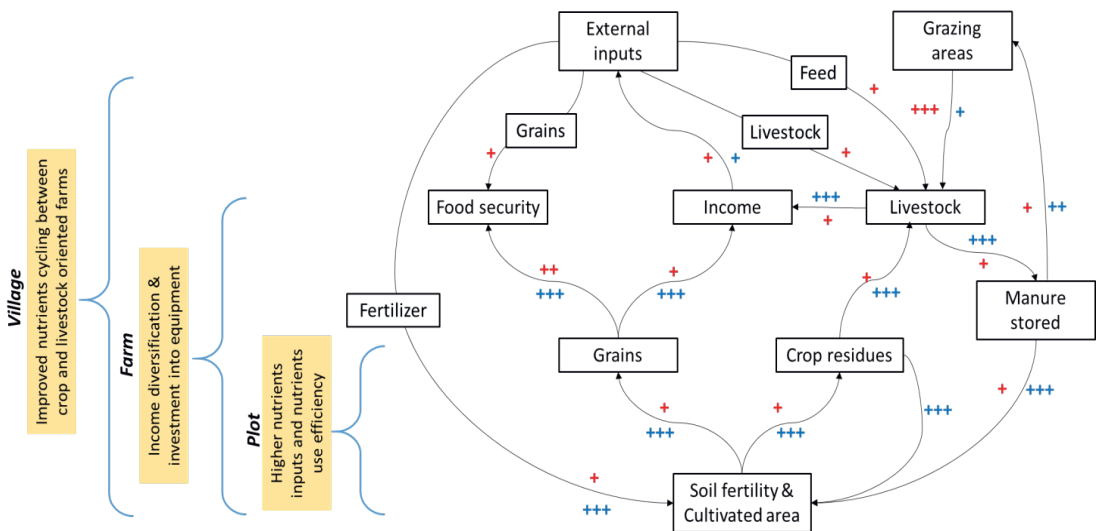 Village
Improved nutrients cycling between
crop and livestock oriented farms
Farm
Income diversification &
investment into equipment
Plot
Higher nutrients
inputs and nutrients
use efficiency
External
inputs
Grazing
areas
Feed
+
+++
+
Grains
Livestock
+
+
+
+
Food security
Income
+++
+
Livestock
+
++
+++
+
++
+++
+
+++
+
+++
Fertilizer
Manure
stored
Grains
Crop residues
+
+++
+
+++
+++
+
+++
+
+++
Soil fertility &
Cultivated area